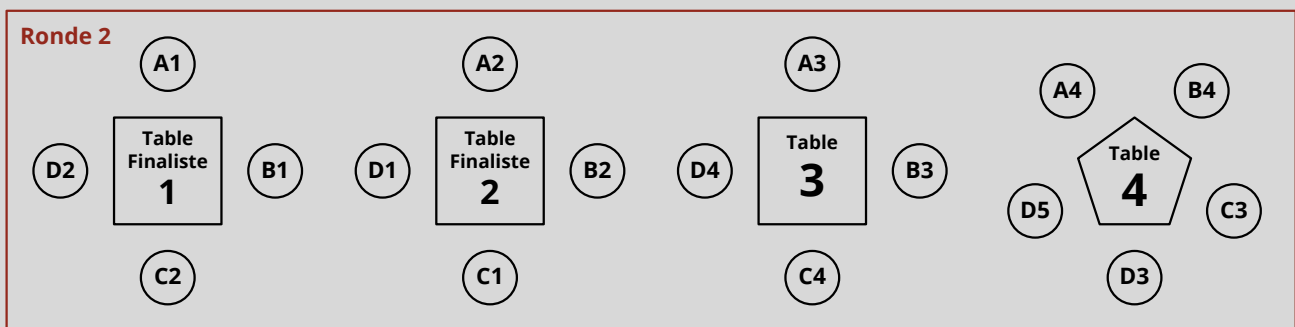 Ronde 2
A1
Table
Finaliste
1
D2
B1
C2
A2
Table
Finaliste
2
D1
B2
C1
A3
Table
3
D4
B3
C4
A4
B4
Table
4
D5
C3
D3